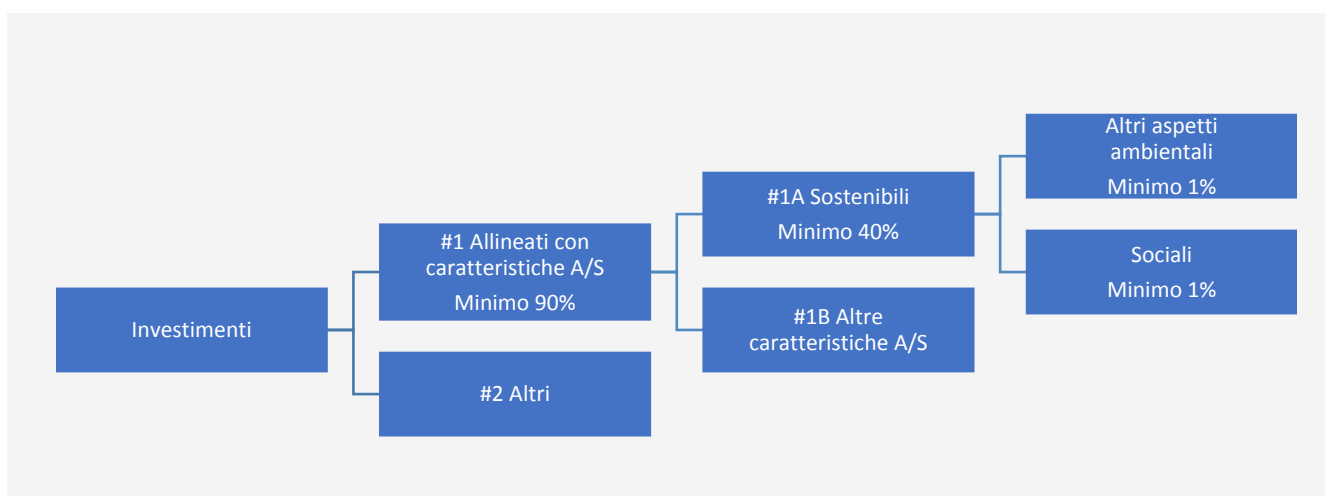 Investimenti
#1 Allineati con
caratteristiche A/S
Minimo 90%
#2 Altri
#1A Sostenibili
Minimo 40%
#1B Altre
caratteristiche A/S
Altri aspetti
ambientali
Minimo 1%
Sociali
Minimo 1%